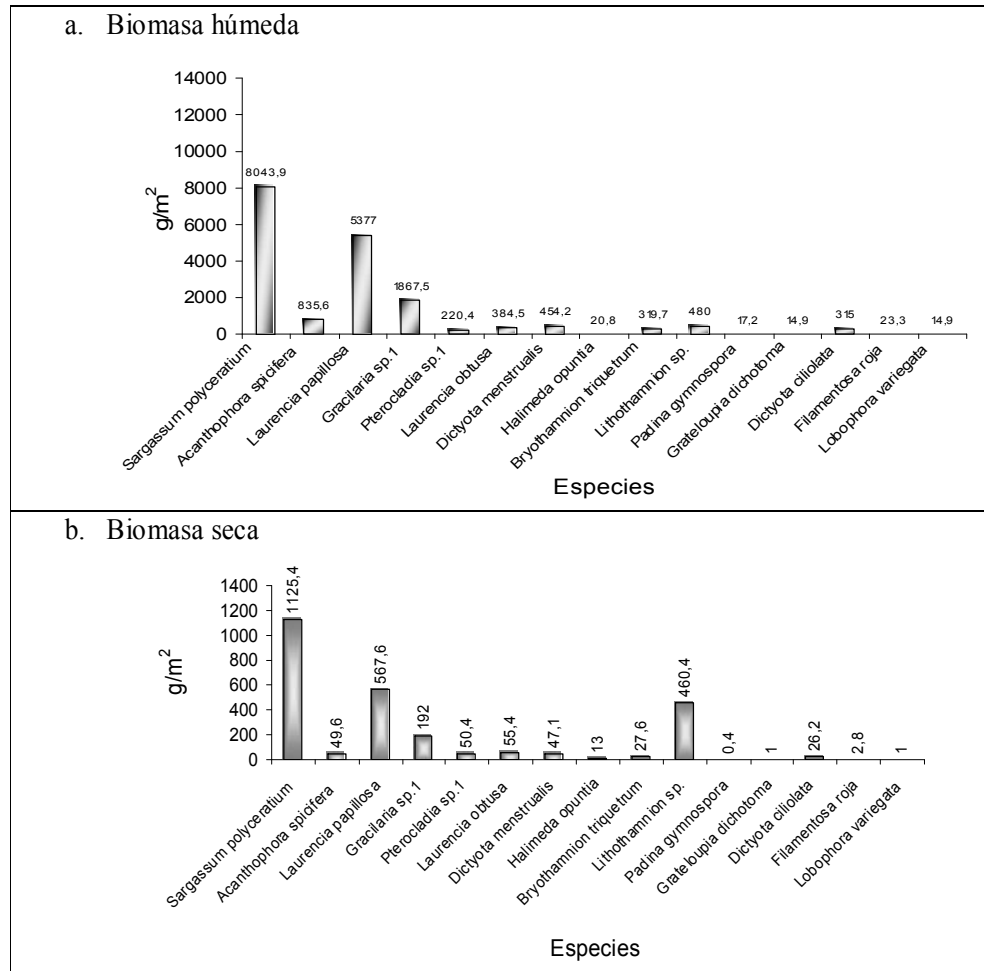 a. Biomasa húmeda
14000
12000
10000
8000
6000
4000
2000
0
g/m²
8043,9
835,6
5377
1867,5
220,4
384,5
454,2
20,8
319,7
480
17,2
14,9
315
23,3
14,9
Sargassum polyceratium
Acanthophora spicifera
Laurencia papillosa
Gracilaria sp.1
Pterocladia sp.1
Laurencia obtusa
Dictyota menstrualis
Halimeda opuntia
Bryothamnion triquetrum
Lithothamnion sp.
Padina gymnospora
Grateloupia dichotoma
Dictyota ciliolata
Filamentosa roja
Lobophora variegata
Especies
b. Biomasa seca
1400
1200
1000
800
600
400
200
0
g/m²
1125,4
49,6
567,6
192
50,4
55,4
47,1
13
27,6
460,4
0,4
1
26,2
2,8
1
Sargassum polyceratium
Acanthophora spicifera
Laurencia papillosa
Gracilaria sp.1
Pterocladia sp.1
Laurencia obtusa
Dictyota menstrualis
Halimeda opuntia
Bryothamnion triquetrum
Lithothamnion sp.
Padina gymnospora
Grateloupia dichotoma
Dictyota ciliolata
Filamentosa roja
Lobophora variegata
Especies